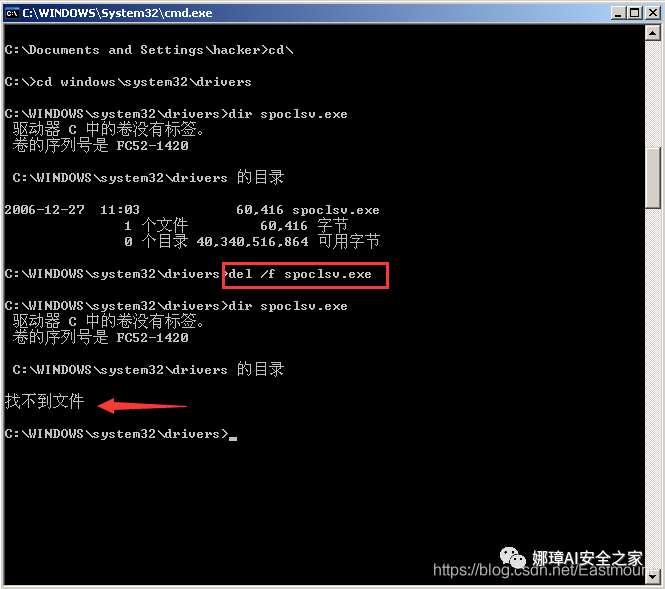 C:\WINDOWS\System32\cmd.exe
C:\Documents and Settings\hacker>cd\
C:\>cd windows\system32\drivers
C:\WINDOWS\system32\drivers>dir spoclsv.exe
驱动器 C 中的卷没有标签。
卷的序列号是 FC52-1420
C:\WINDOWS\system32\drivers 的目录
2006-12-27 11:03 60,416 spoclsv.exe
1 个文件 60,416 字节
0 个目录 40,340,516,864 可用字节
C:\WINDOWS\system32\drivers>del /f spoclsv.exe
C:\WINDOWS\system32\drivers>dir spoclsv.exe
驱动器 C 中的卷没有标签。
卷的序列号是 FC52-1420
C:\WINDOWS\system32\drivers 的目录
找不到文件
C:\WINDOWS\system32\drivers>_
娜璋AI安全之家
https://blog.csdn.net/Eastmount